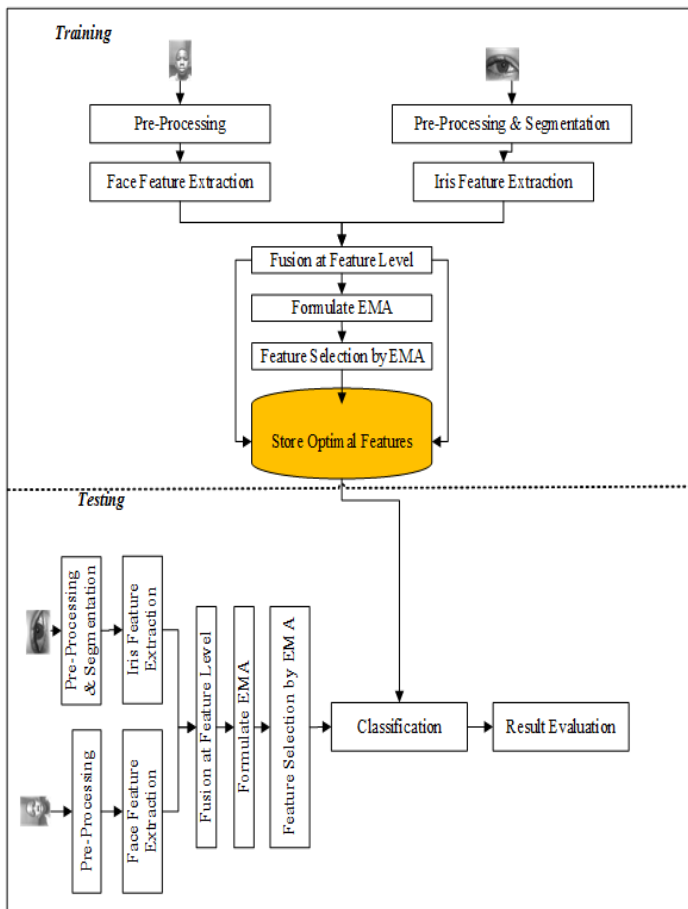 Training
Pre-Processing
Pre-Processing & Segmentation
Face Feature Extraction
Iris Feature Extraction
Fusion at Feature Level
Formulate EMA
Feature Selection by EMA
Store Optimal Features
Testing
Pre-Processing
& Segmentation
Iris Feature
Extraction
Pre-Processing
Face Feature
Extraction
Fusion at Feature Level
Formulate EMA
Feature Selection by EMA
Classification
Result Evaluation